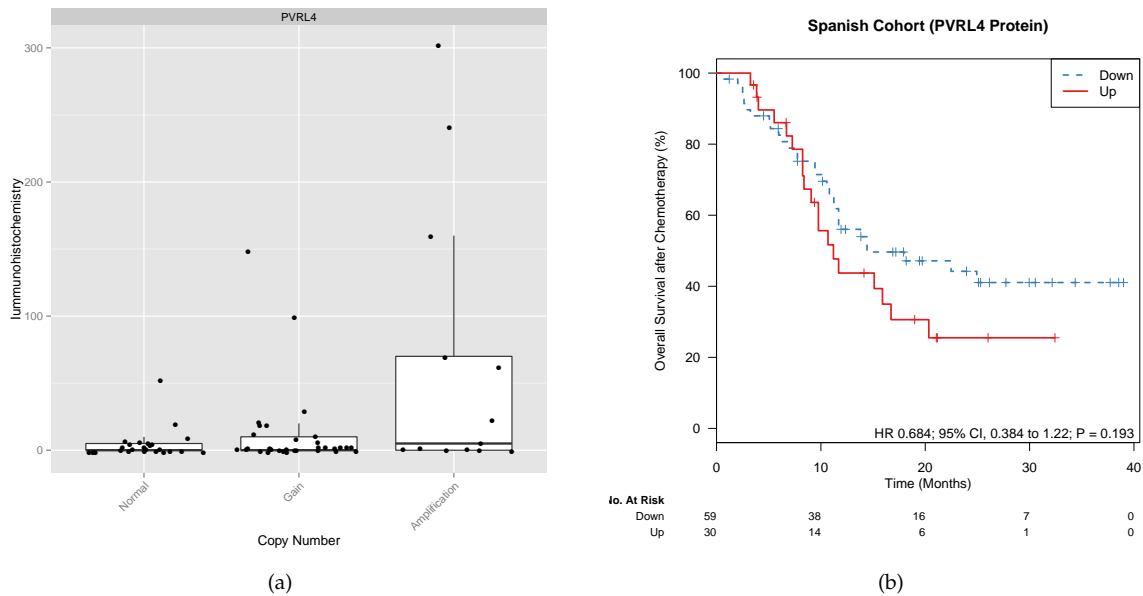 PVRL4
300
200
100
0
Iummunohistochemistry
Normal
Gain
Amplification
Copy Number
(a)
Spanish Cohort (PVRL4 Protein)
Down
Up
100
80
60
40
20
0
Overall Survival after Chemotherapy (%)
HR 0.684; 95% CI, 0.384 to 1.22; P = 0.193
0 10 20 30 40
Time (Months)
lo. At Risk
Down 59 38 16 7 0
Up 30 14 6 1 0
(b)